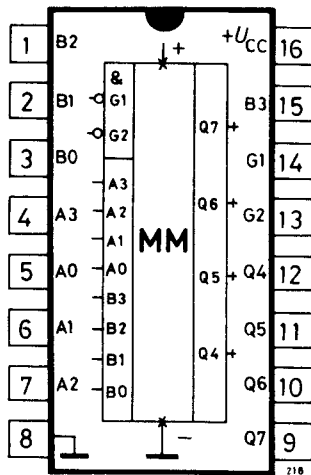 1 B2 + +UCC 16
&
2 B1 G1 Q7 + B3 15
G2
3 B0 G1 14
A3
4 A3 A2 Q6 + G2 13
A1 MM
5 A0 A0 Q5 + Q4 12
B3
6 A1 B2 Q5 11
B1 Q4 +
7 A2 B0 Q6 10
8 − Q7 9
216